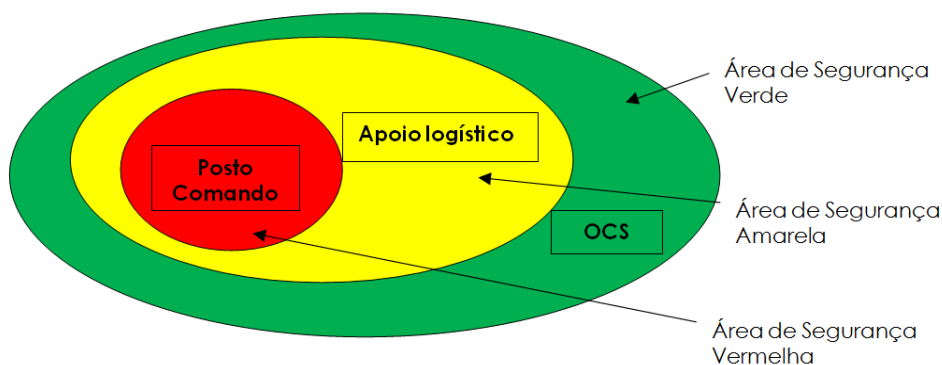 Área de Segurança
Verde
Apoio logístico
Posto
Comando
Área de Segurança
Amarela
OCS
Área de Segurança
Vermelha